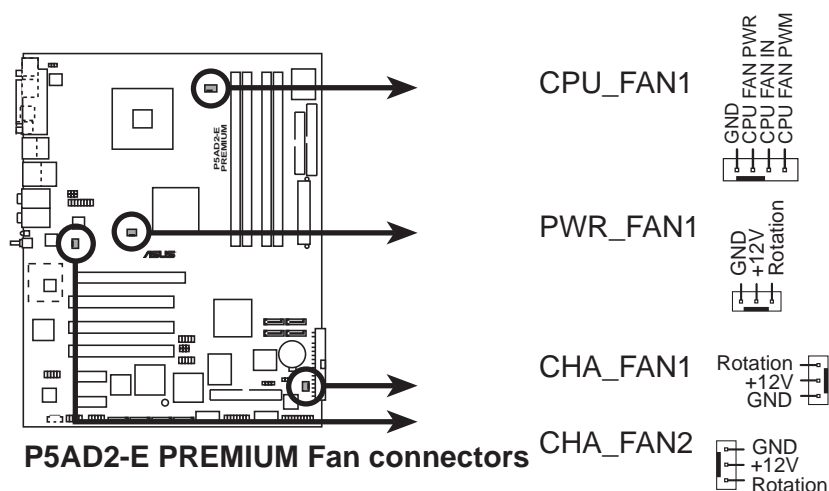 CPU_FAN1
GND
CPU FAN PWR
CPU FAN IN
CPU FAN PWM
P5AD2-E
PREMIUM
PWR_FAN1
GND
+12V
Rotation
ASUS
CHA_FAN1
Rotation
+12V
GND
CHA_FAN2
GND
+12V
Rotation
P5AD2-E PREMIUM Fan connectors